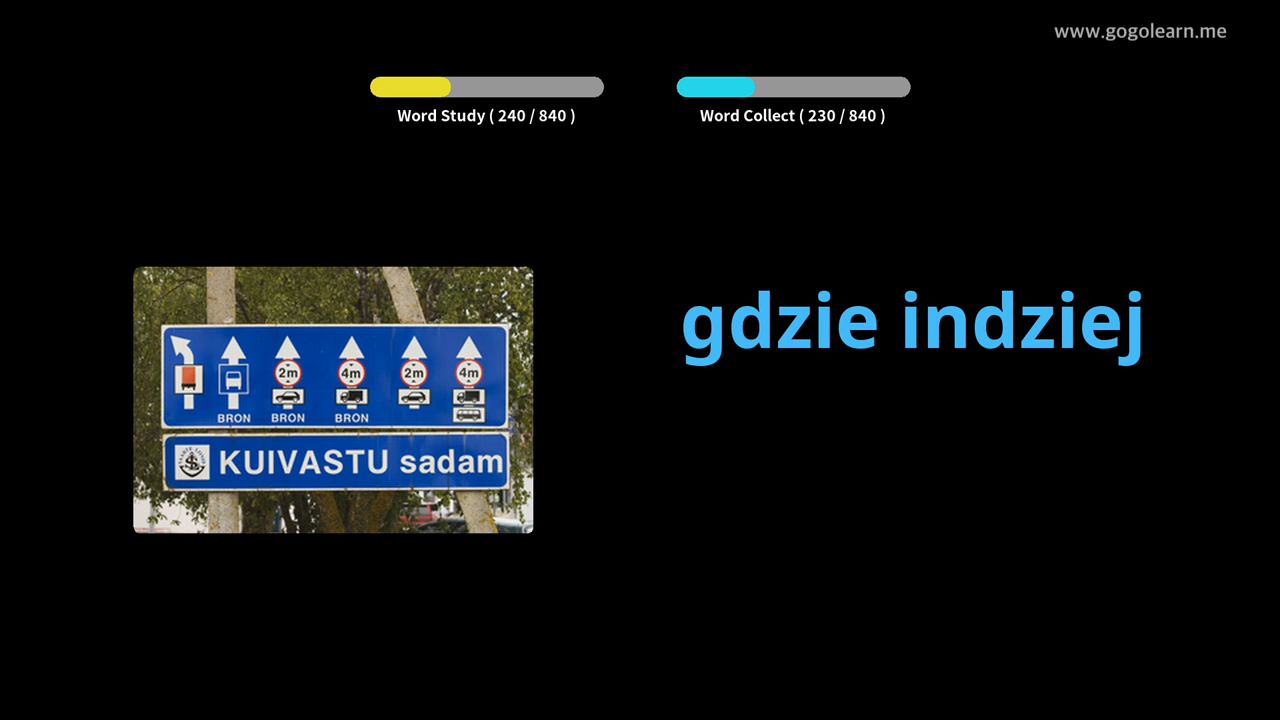 www.gogolearn.me
Word Study ( 240 / 840 )
Word Collect ( 230 / 840 )
gdzie indziej
2m
4m
2m
4m
BRON
BRON
BRON
KUIVASTU sadam